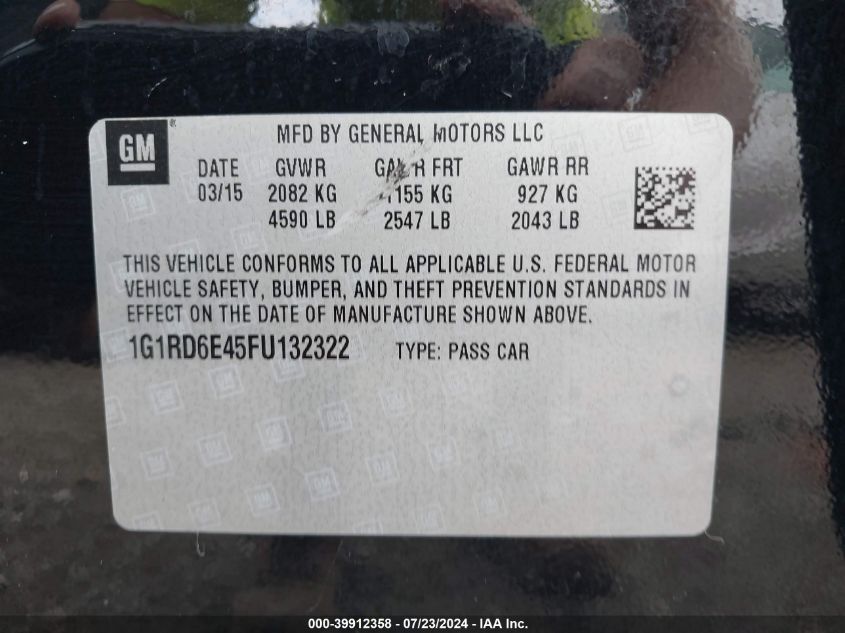 GM
MFD BY GENERAL MOTORS LLC
DATE GVWR GAWR FRT GAWR RR
03/15 2082 KG 1155 KG 927 KG
4590 LB 2547 LB 2043 LB
THIS VEHICLE CONFORMS TO ALL APPLICABLE U.S. FEDERAL MOTOR
VEHICLE SAFETY, BUMPER, AND THEFT PREVENTION STANDARDS IN
EFFECT ON THE DATE OF MANUFACTURE SHOWN ABOVE.
1G1RD6E45FU132322 TYPE: PASS CAR
000-39912358 - 07/23/2024 - IAA Inc.